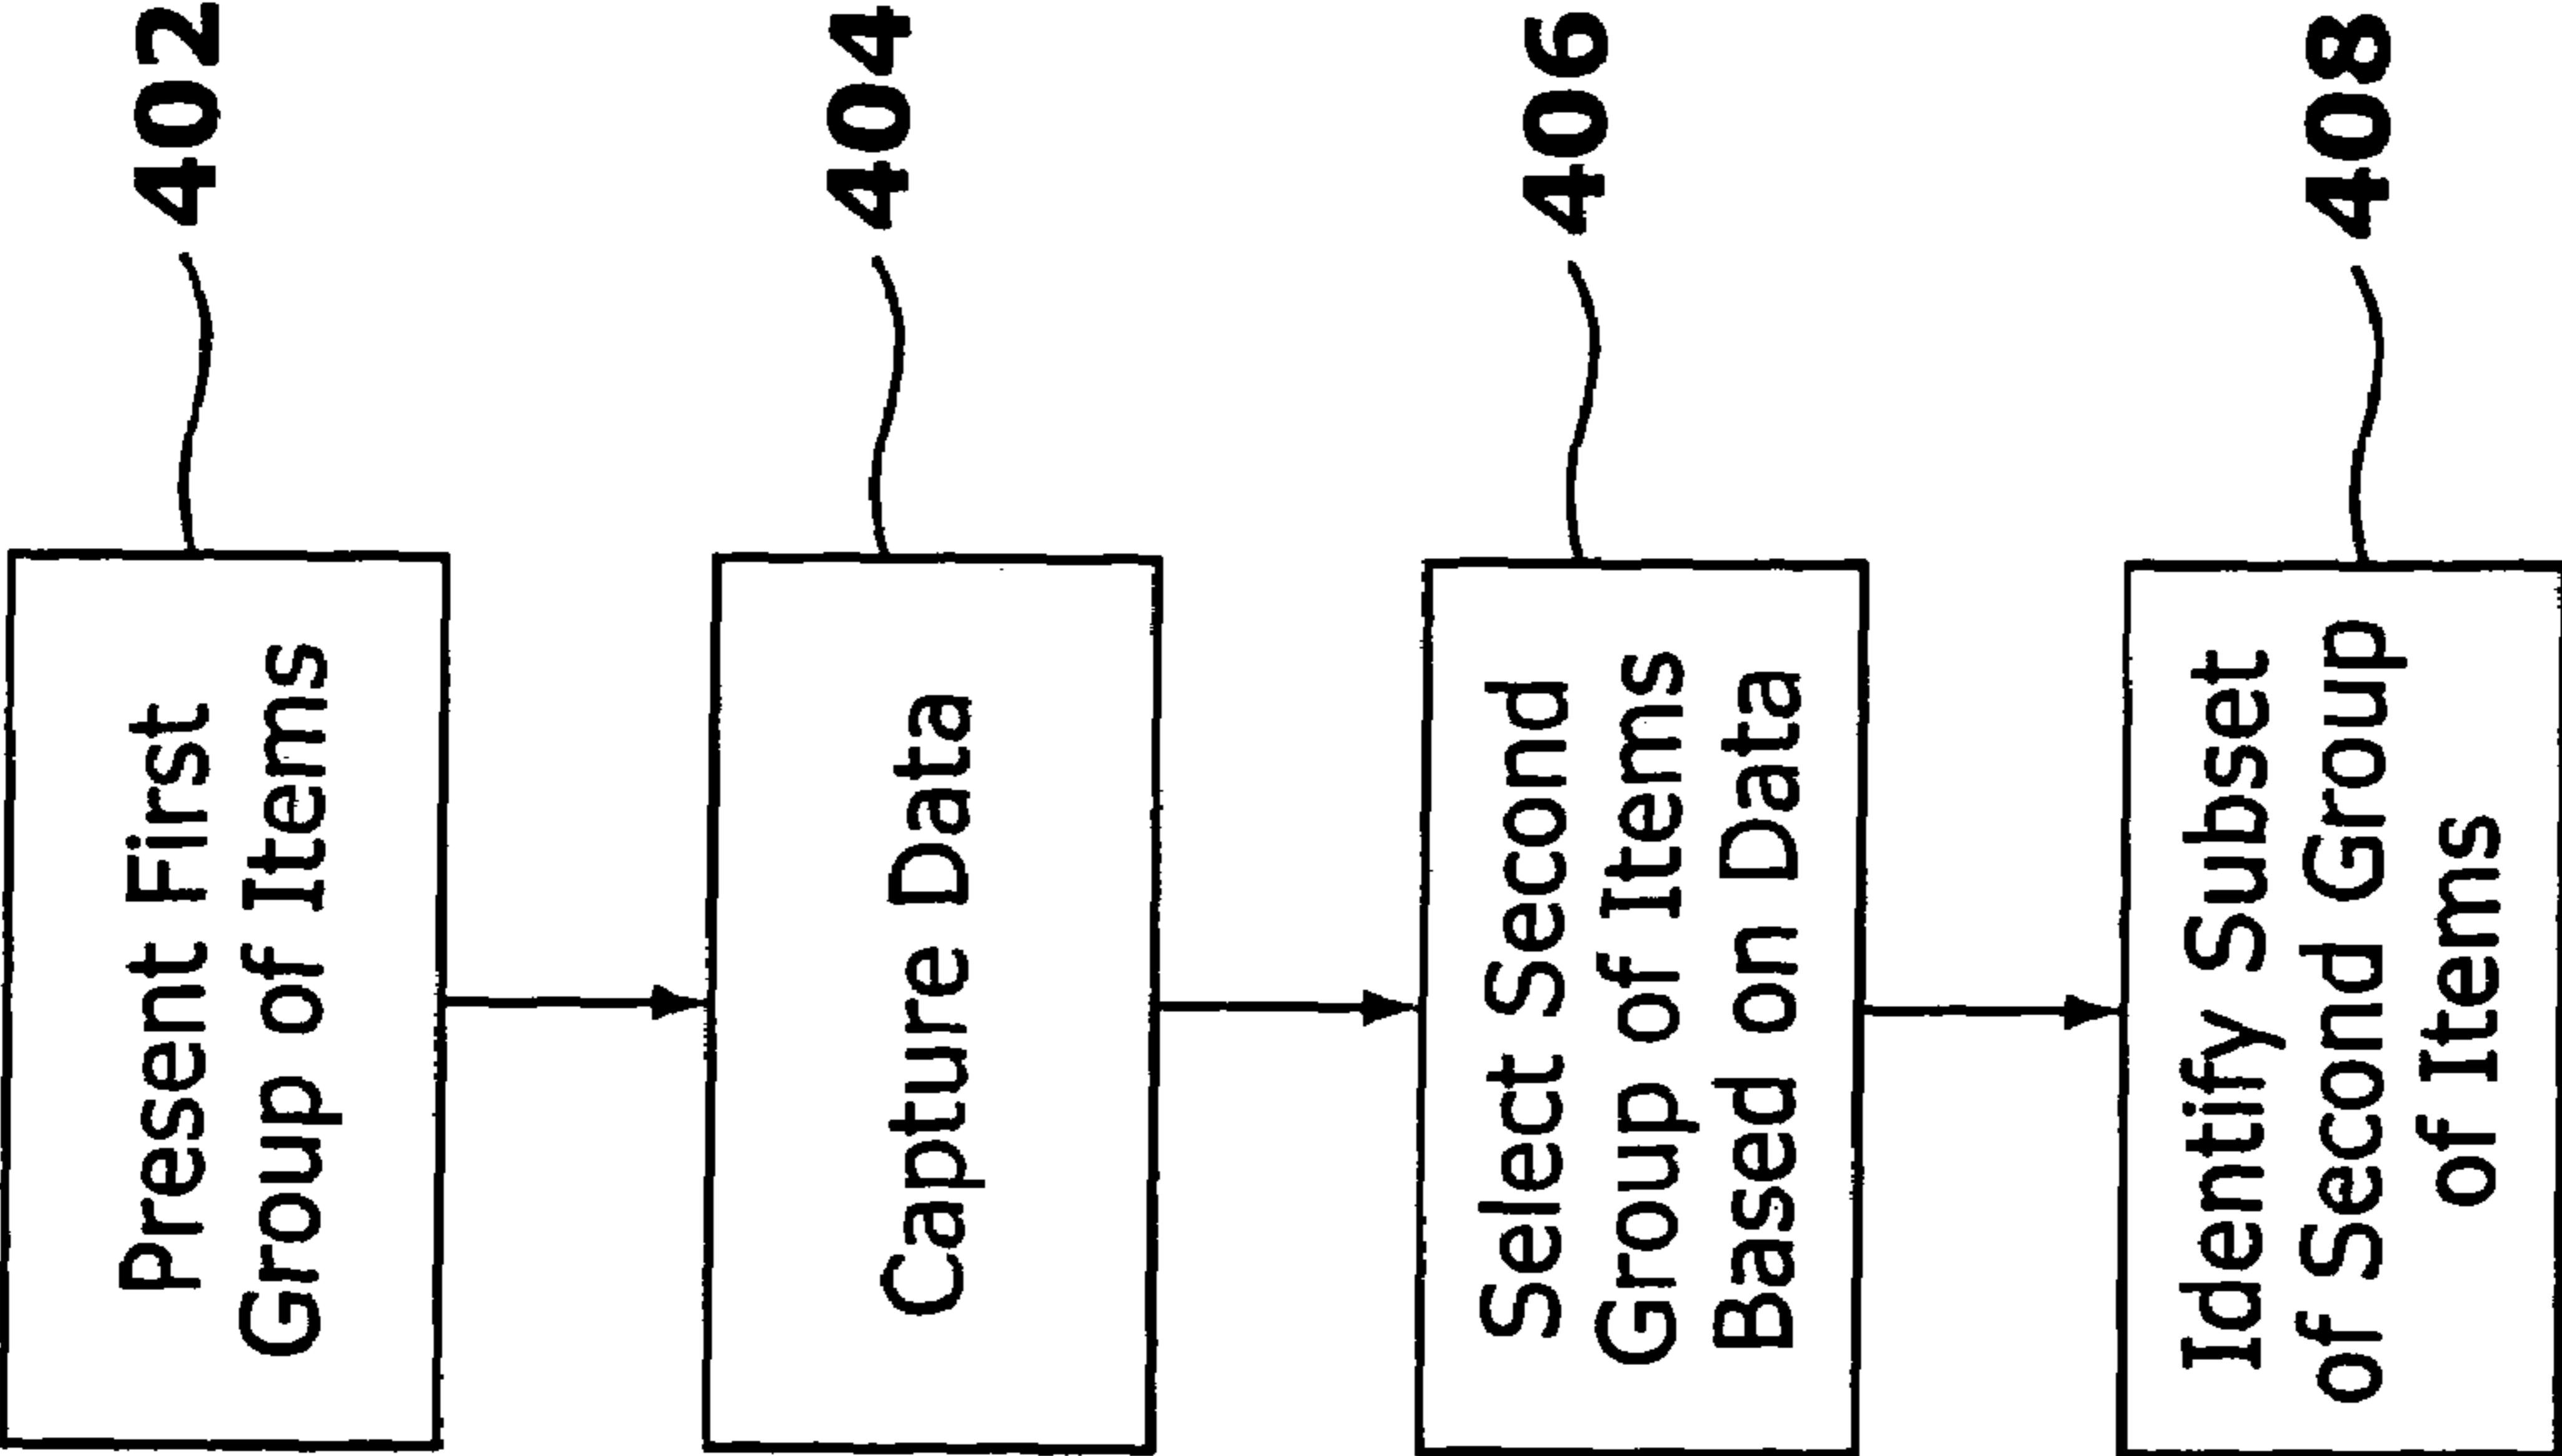 Present First
Group of Items
402
Capture Data
404
Select Second
Group of Items
Based on Data
406
Identify Subset
of Second Group
of Items
408